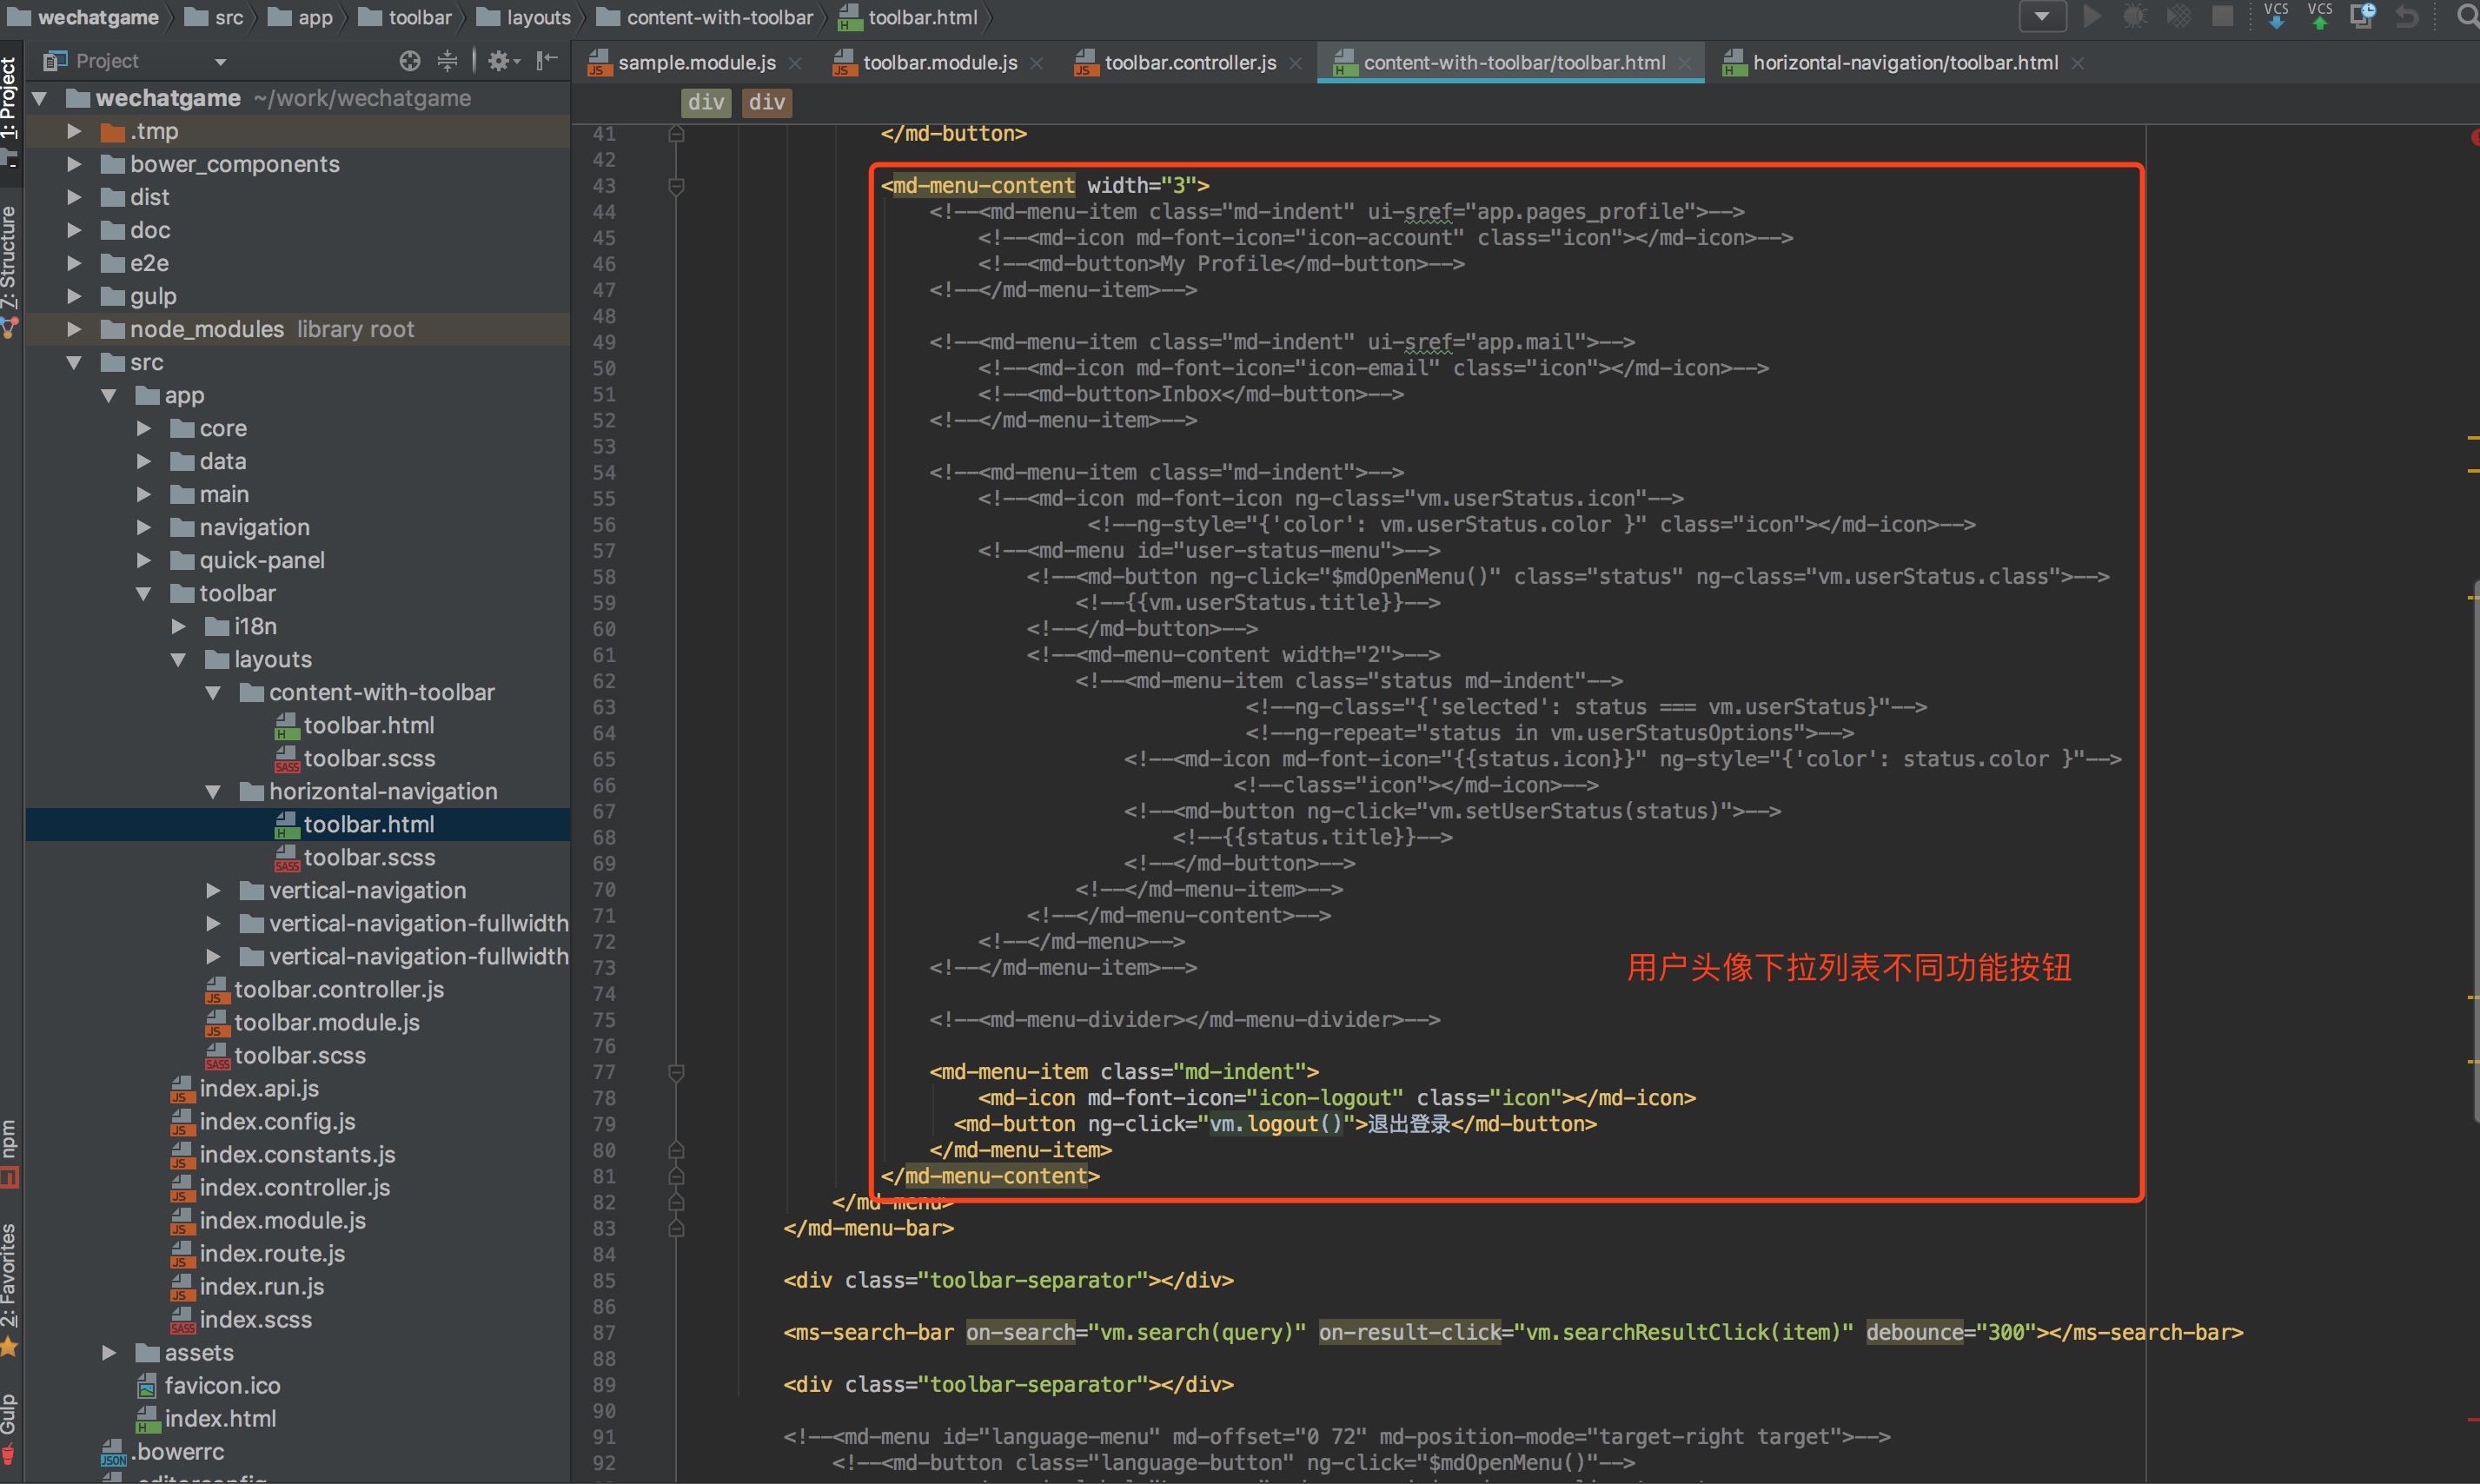 wechatgame
src
app
toolbar
layouts
content-with-toolbar
toolbar.html
VCS
VCS
Project
sample.module.js
toolbar.module.js
toolbar.controller.js
content-with-toolbar/toolbar.html
horizontal-navigation/toolbar.html
div
div
1: Project
7: Structure
npm
2: Favorites
Gulp
wechatgame ~/work/wechatgame
.tmp
bower_components
dist
doc
e2e
gulp
node_modules library root
src
app
core
data
main
navigation
quick-panel
toolbar
i18n
layouts
content-with-toolbar
toolbar.html
toolbar.scss
horizontal-navigation
toolbar.html
toolbar.scss
vertical-navigation
vertical-navigation-fullwidth
vertical-navigation-fullwidth
toolbar.controller.js
toolbar.module.js
toolbar.scss
index.api.js
index.config.js
index.constants.js
index.controller.js
index.module.js
index.route.js
index.run.js
index.scss
assets
favicon.ico
index.html
.bowerrc
41 </md-button>
42
43 <md-menu-content width="3">
44 <!--<md-menu-item class="md-indent" ui-sref="app.pages_profile">-->
45 <!--<md-icon md-font-icon="icon-account" class="icon"></md-icon>-->
46 <!--<md-button>My Profile</md-button>-->
47 <!--</md-menu-item>-->
48
49 <!--<md-menu-item class="md-indent" ui-sref="app.mail">-->
50 <!--<md-icon md-font-icon="icon-email" class="icon"></md-icon>-->
51 <!--<md-button>Inbox</md-button>-->
52 <!--</md-menu-item>-->
53
54 <!--<md-menu-item class="md-indent">-->
55 <!--<md-icon md-font-icon ng-class="vm.userStatus.icon"-->
56 <!--ng-style="{'color': vm.userStatus.color }" class="icon"></md-icon>-->
57 <!--<md-menu id="user-status-menu">-->
58 <!--<md-button ng-click="$mdOpenMenu()" class="status" ng-class="vm.userStatus.class">-->
59 <!--{{vm.userStatus.title}}-->
60 <!--</md-button>-->
61 <!--<md-menu-content width="2">-->
62 <!--<md-menu-item class="status md-indent"-->
63 <!--ng-class="{'selected': status === vm.userStatus}"-->
64 <!--ng-repeat="status in vm.userStatusOptions">-->
65 <!--<md-icon md-font-icon="{{status.icon}}" ng-style="{'color': status.color }"-->
66 <!--class="icon"></md-icon>-->
67 <!--<md-button ng-click="vm.setUserStatus(status)">-->
68 <!--{{status.title}}-->
69 <!--</md-button>-->
70 <!--</md-menu-item>-->
71 <!--</md-menu-content>-->
72 <!--</md-menu>-->
73 <!--</md-menu-item>-->
用户头像下拉列表不同功能按钮
74
75 <!--<md-menu-divider></md-menu-divider>-->
76
77 <md-menu-item class="md-indent">
78 <md-icon md-font-icon="icon-logout" class="icon"></md-icon>
79 <md-button ng-click="vm.logout()">退出登录</md-button>
80 </md-menu-item>
81 </md-menu-content>
82 </md-menu>
83 </md-menu-bar>
84
85 <div class="toolbar-separator"></div>
86
87 <ms-search-bar on-search="vm.search(query)" on-result-click="vm.searchResultClick(item)" debounce="300"></ms-search-bar>
88
89 <div class="toolbar-separator"></div>
90
91 <!--<md-menu id="language-menu" md-offset="0 72" md-position-mode="target-right target">-->
92 <!--<md-button class="language-button" ng-click="$mdOpenMenu()"-->